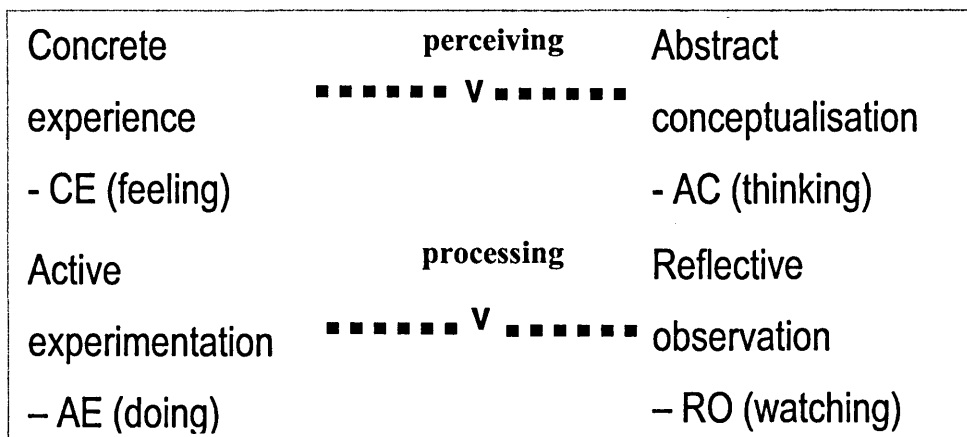 Concrete perceiving Abstract
▪▪▪▪▪▪ V ▪▪▪▪▪▪
experience conceptualisation
- CE (feeling) - AC (thinking)
Active processing Reflective
▪▪▪▪▪▪ V ▪▪▪▪▪▪
experimentation observation
– AE (doing) – RO (watching)